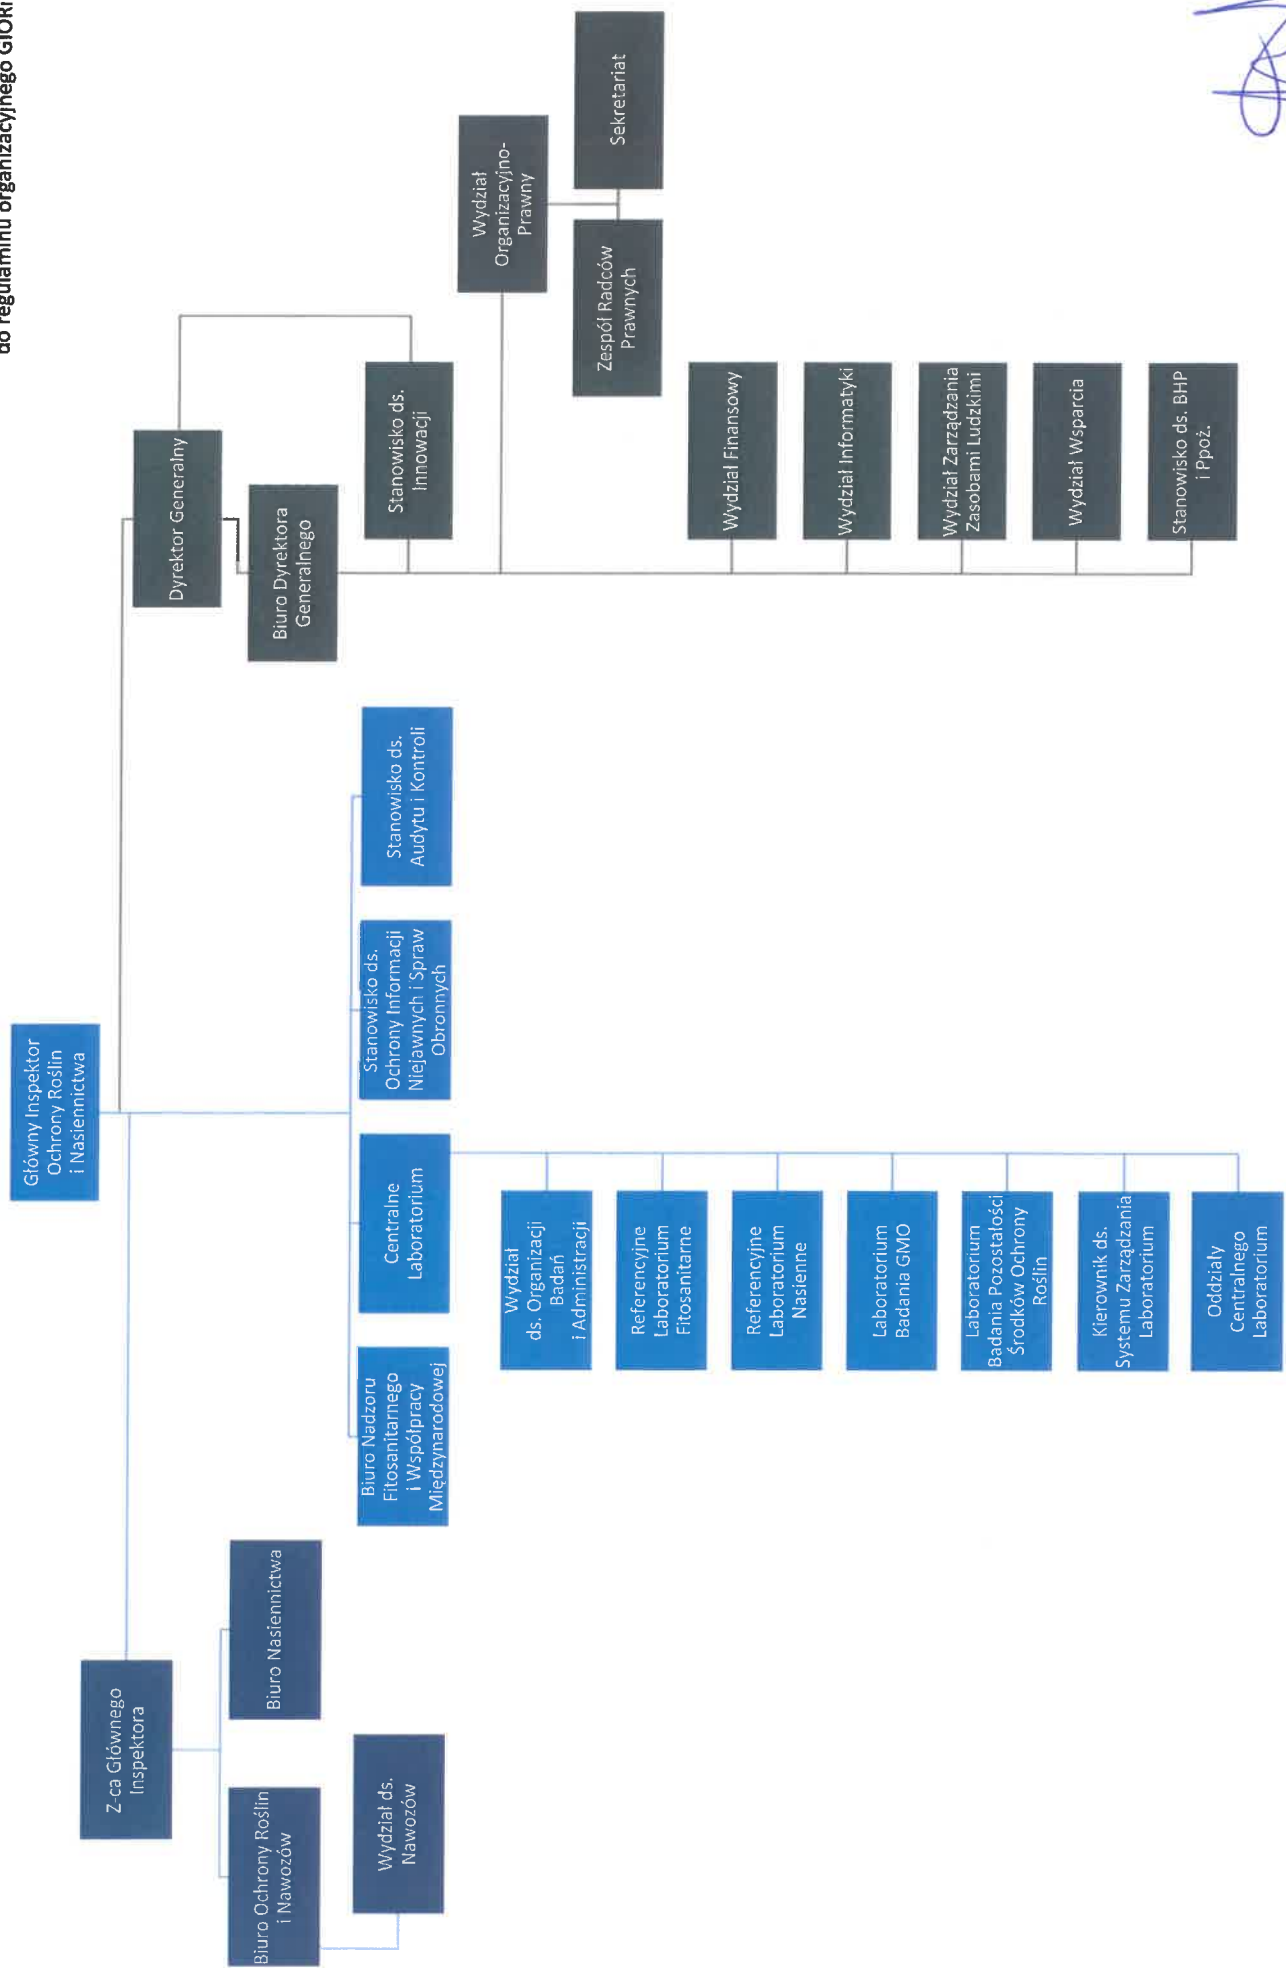 do regulaminu organizacyjnego GIORi
Główny Inspektor
Ochrony Roślin
i Nasiennictwa
Z-ca Głównego
Inspektora
Dyrektor Generalny
Biuro Ochrony Roślin
i Nawozów
Biuro Nasiennictwa
Biuro Dyrektora
Generalnego
Wydział ds.
Nawozów
Biuro Nadzoru
Fitosanitarnego
i Współpracy
Międzynarodowej
Centralne
Laboratorium
Stanowisko ds.
Ochrony Informacji
Niejawnych i Spraw
Obronnych
Stanowisko ds.
Audytu i Kontroli
Stanowisko ds.
Innowacji
Wydział
ds. Organizacji
Badań
i Administracji
Referencyjne
Laboratorium
Fitosanitarne
Referencyjne
Laboratorium
Nasienne
Laboratorium
Badania GMO
Laboratorium
Badania Pozostałości
Środków Ochrony
Roślin
Kierownik ds.
Systemu Zarządzania
Laboratorium
Oddziały
Centralnego
Laboratorium
Wydział
Organizacyjno-
Prawny
Zespół Radców
Prawnych
Sekretariat
Wydział Finansowy
Wydział Informatyki
Wydział Zarządzania
Zasobami Ludzkimi
Wydział Wsparcia
Stanowisko ds. BHP
i Ppoż.